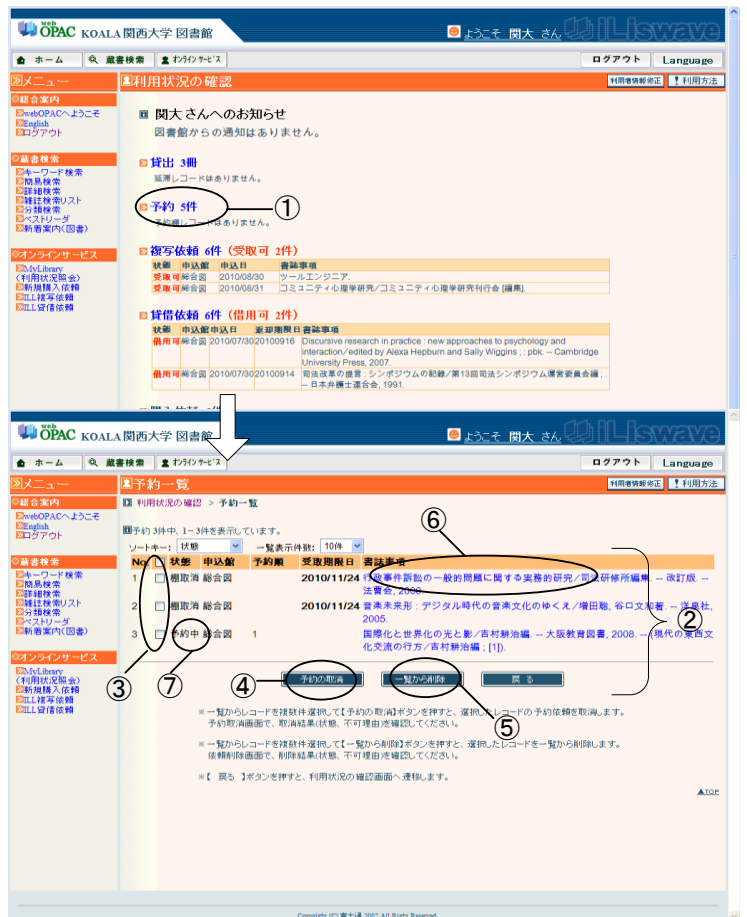 web
OPAC KOALA 関西大学 図書館
ようこそ 関大 さん
iLiswave
ホーム 蔵書検索 オンラインサービス ログアウト Language
メニュー
利用状況の確認 利用者情報修正 利用方法
総合案内
webOPACへようこそ
English
ログアウト
蔵書検索
キーワード検索
簡易検索
詳細検索
雑誌検索リスト
分類検索
ベストリーダ
新着案内(図書)
オンラインサービス
MyLibrary
(利用状況照会)
新規購入依頼
ILL複写依頼
ILL貸借依頼
関大 さんへのお知らせ
図書館からの通知はありません。
貸出 3冊
延滞レコードはありません。
予約 5件
予約棚レコードはありません。
①
複写依頼 6件 (受取可 2件)
状態 申込館 申込日 書誌事項
受取可 総合図 2010/08/30 ツールエンジニア.
受取可 総合図 2010/08/31 コミュニティ心理学研究/コミュニティ心理学研究刊行会 [編集].
貸借依頼 6件 (借用可 2件)
状態 申込館 申込日 返却期限日 書誌事項
借用可 総合図 2010/07/30 20100916 Discursive research in practice : new approaches to psychology and
interaction/edited by Alexa Hepburn and Sally Wiggins ; : pbk. -- Cambridge
University Press, 2007.
借用可 総合図 2010/07/30 20100914 司法改革の提言 : シンポジウムの記録/第13回司法シンポジウム運営委員会編 ; .
-- 日本弁護士連合会, 1991.
web
OPAC KOALA 関西大学 図書館
ようこそ 関大 さん
iLiswave
ホーム 蔵書検索 オンラインサービス ログアウト Language
メニュー
予約一覧 利用者情報修正 利用方法
総合案内
webOPACへようこそ
English
ログアウト
蔵書検索
キーワード検索
簡易検索
詳細検索
雑誌検索リスト
分類検索
ベストリーダ
新着案内(図書)
オンラインサービス
MyLibrary
(利用状況照会)
新規購入依頼
ILL複写依頼
ILL貸借依頼
利用状況の確認 > 予約一覧
予約 3件中、1-3件を表示しています。
ソートキー: 状態 一覧表示件数: 10件
⑥
No. 状態 申込館 予約順 受取期限日 書誌事項
1 棚取消 総合図 2010/11/24 行政事件訴訟の一般的問題に関する実務的研究/司法研修所編集. -- 改訂版. --
法曹会, 2000.
2 棚取消 総合図 2010/11/24 音楽未来形 : デジタル時代の音楽文化のゆくえ/増田聡, 谷口文和著. -- 洋泉社,
2005.
3 予約中 総合図 1 国際化と世界化の光と影/吉村耕治編. -- 大阪教育図書, 2008. -- (現代の東西文
化交流の行方/吉村耕治編 ; [1]).
②
③
⑦
④
⑤
予約の取消 一覧から削除 戻 る
※一覧からレコードを複数件選択して【予約の取消】ボタンを押すと、選択したレコードの予約依頼を取消します。
予約取消画面で、取消結果(状態、不可理由)を確認してください。
※一覧からレコードを複数件選択して【一覧から削除】ボタンを押すと、選択したレコードを一覧から削除します。
依頼削除画面で、削除結果(状態、不可理由)を確認してください。
※【 戻る 】ボタンを押すと、利用状況の確認画面へ遷移します。
▲TOP
Copyright (C) 富士通 2007 All Right Reserved